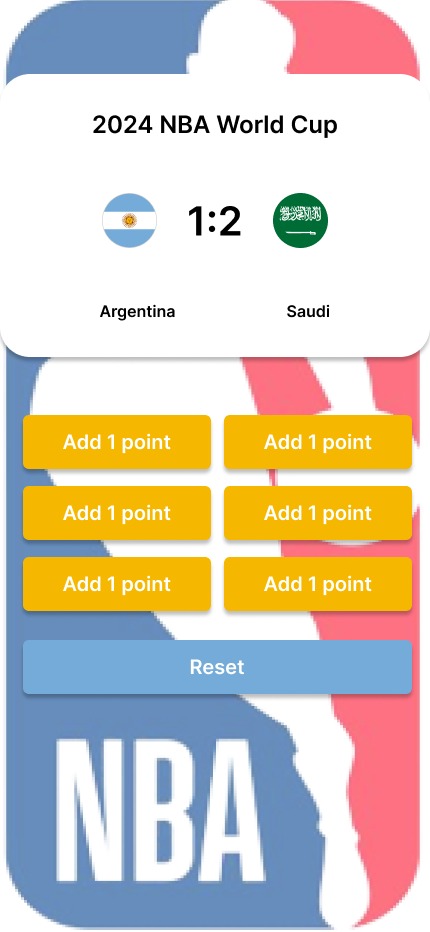 2024 NBA World Cup
1:2
Argentina Saudi
Add 1 point Add 1 point
Add 1 point Add 1 point
Add 1 point Add 1 point
Reset
NBA